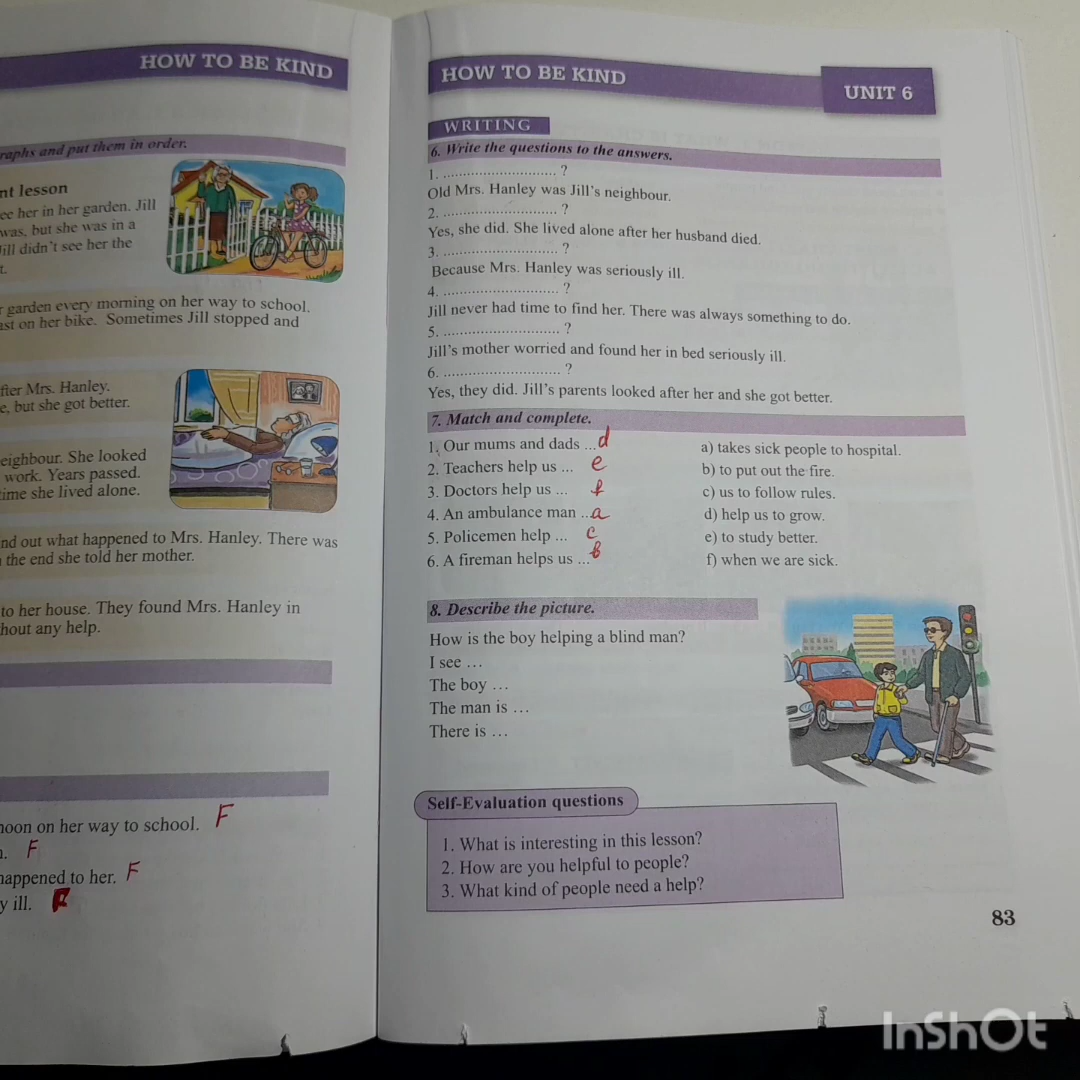 HOW TO BE KIND
raphs and put them in order.
nt lesson
ee her in her garden. Jill
was, but she was in a
Jill didn't see her the
t.
r garden every morning on her way to school.
ast on her bike. Sometimes Jill stopped and
fter Mrs. Hanley.
e, but she got better.
eighbour. She looked
work. Years passed.
time she lived alone.
nd out what happened to Mrs. Hanley. There was
the end she told her mother.
to her house. They found Mrs. Hanley in
thout any help.
noon on her way to school. F
F
happened to her. F
y ill. F
HOW TO BE KIND
UNIT 6
WRITING
6. Write the questions to the answers.
1. ............................ ?
Old Mrs. Hanley was Jill's neighbour.
2. ............................ ?
Yes, she did. She lived alone after her husband died.
3. ............................ ?
Because Mrs. Hanley was seriously ill.
4. ............................ ?
Jill never had time to find her. There was always something to do.
5. ............................ ?
Jill's mother worried and found her in bed seriously ill.
6. ............................ ?
Yes, they did. Jill's parents looked after her and she got better.
7. Match and complete.
1. Our mums and dads ... d
2. Teachers help us ... e
3. Doctors help us ... f
4. An ambulance man ... a
5. Policemen help ... c
6. A fireman helps us ... b
a) takes sick people to hospital.
b) to put out the fire.
c) us to follow rules.
d) help us to grow.
e) to study better.
f) when we are sick.
8. Describe the picture.
How is the boy helping a blind man?
I see ...
The boy ...
The man is ...
There is ...
Self-Evaluation questions
1. What is interesting in this lesson?
2. How are you helpful to people?
3. What kind of people need a help?
83
InShOt